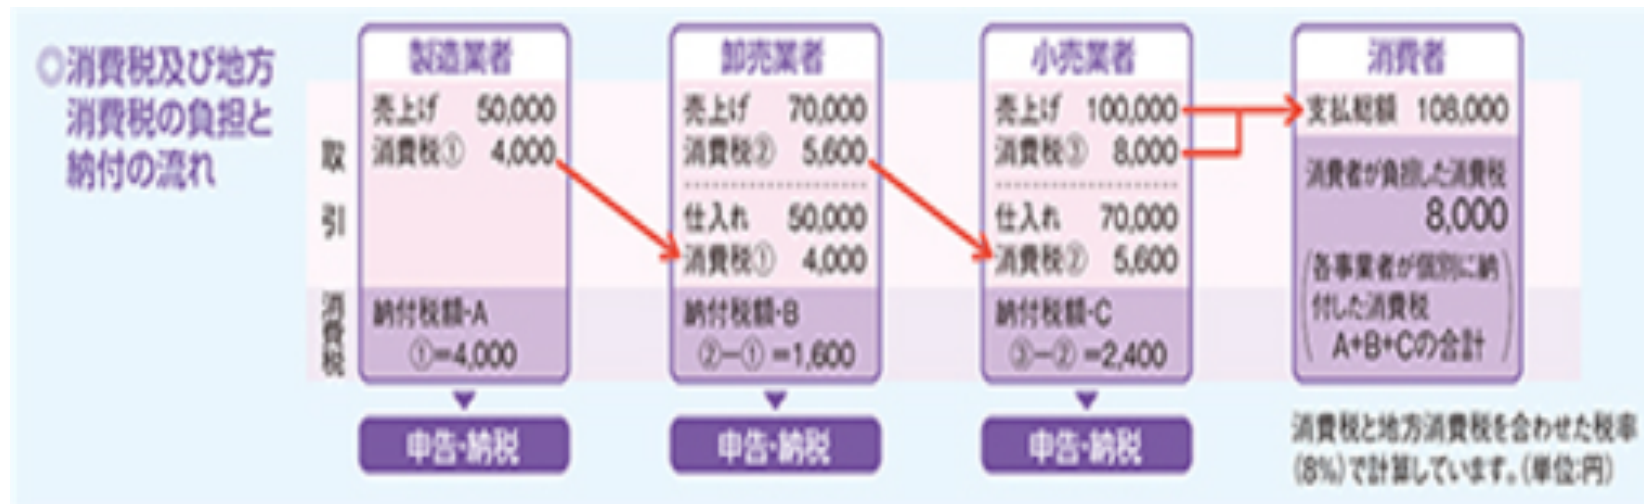 ◎消費税及び地方
消費税の負担と
納付の流れ
取引
消費税
製造業者
売上げ 50,000
消費税① 4,000
納付税額・A
①=4,000
申告・納税
卸売業者
売上げ 70,000
消費税② 5,600
仕入れ 50,000
消費税① 4,000
納付税額・B
②－① =1,600
申告・納税
小売業者
売上げ 100,000
消費税③ 8,000
仕入れ 70,000
消費税② 5,600
納付税額・C
③－② =2,400
申告・納税
消費者
支払総額 108,000
消費者が負担した消費税
8,000
(各事業者が個別に納
付した消費税
A+B+Cの合計)
消費税と地方消費税を合わせた税率
(8%)で計算しています。(単位:円)